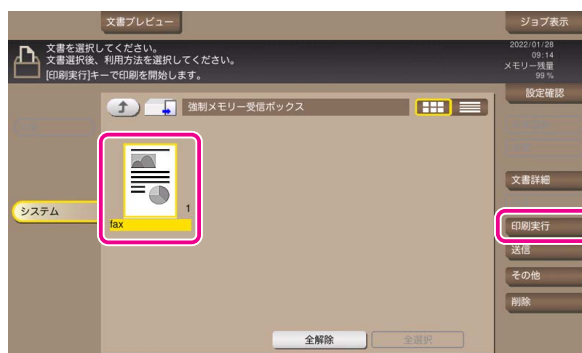 文書プレビュー
ジョブ表示
文書を選択してください。
文書選択後、利用方法を選択してください。
[印刷実行]キーで印刷を開始します。
2022/01/28
09:14
メモリー残量
99 %
設定確認
強制メモリー受信ボックス
文書詳細
1
fax
システム
印刷実行
送信
その他
削除
全解除
全選択